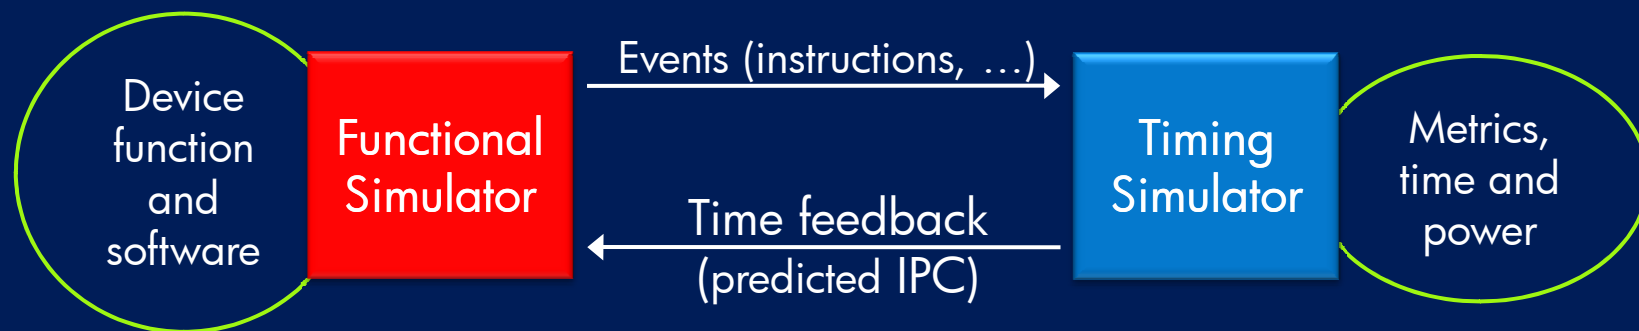 Device
function
and
software
Functional
Simulator
Events (instructions, ...)
Time feedback
(predicted IPC)
Timing
Simulator
Metrics,
time and
power